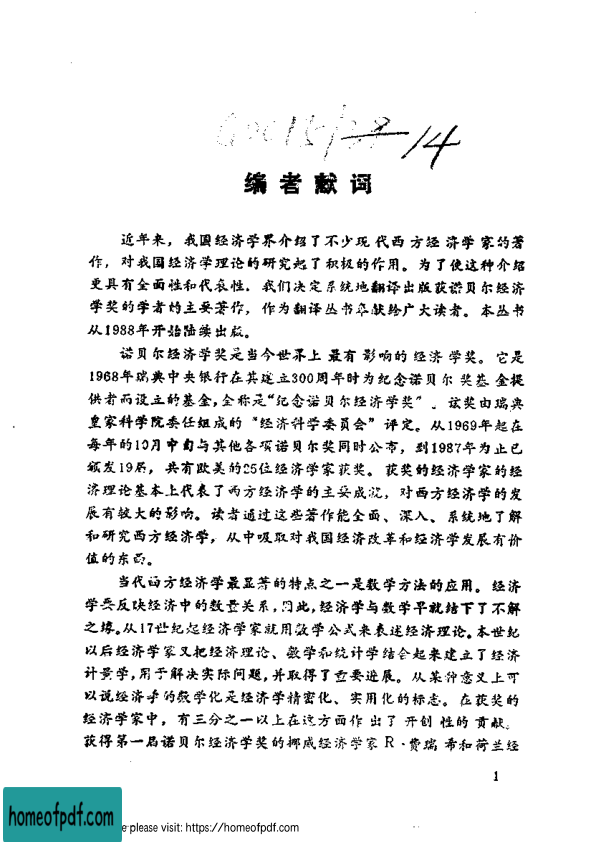 14
编者献词
近年来，我国经济学界介绍了不少现代西方经济学家的著
作，对我国经济学理论的研究起了积极的作用。为了使这种介绍
更具有全面性和代表性，我们决定系统地翻译出版获诺贝尔经济
学奖的学者的主要著作，作为翻译丛书奉献给广大读者。本丛书
从1988年开始陆续出版。
诺贝尔经济学奖是当今世界上最有影响的经济学奖。它是
1968年瑞典中央银行在其建立300周年时为纪念诺贝尔奖基金提
供者而设立的基金，全称是“纪念诺贝尔经济学奖”。该奖由瑞典
皇家科学院委任组成的“经济科学委员会”评定。从1969年起在
每年的10月中旬与其他各项诺贝尔奖同时公布，到1987年为止已
颁发19届，共有欧美的25位经济学家获奖。获奖的经济学家的经
济理论基本上代表了西方经济学的主要成就，对西方经济学的发
展有较大的影响。读者通过这些著作能全面、深入、系统地了解
和研究西方经济学，从中吸取对我国经济改革和经济学发展有价
值的东西。
当代西方经济学最显著的特点之一是数学方法的应用。经济
学要反映经济中的数量关系，因此，经济学与数学早就结下了不解
之缘。从17世纪起经济学家就用数学公式来表述经济理论。本世纪
以后经济学家又把经济理论、数学和统计学结合起来建立了经济
计量学，用于解决实际问题，并取得了重要进展。从某种意义上可
以说经济学的数学化是经济学精密化、实用化的标志。在获奖的
经济学家中，有三分之一以上在这方面作出了开创性的贡献。
获得第一届诺贝尔经济学奖的挪威经济学家R·费瑞希和荷兰经
1
homeofpdf.com
e please visit: https://homeofpdf.com